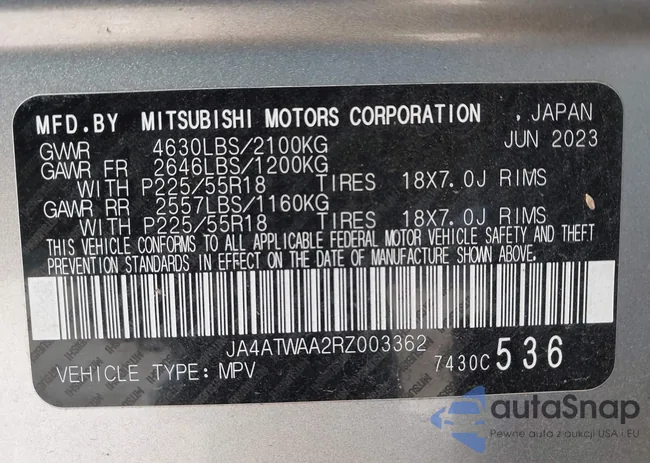 MFD.BY MITSUBISHI MOTORS CORPORATION , JAPAN
GVWR 4630LBS/2100KG JUN 2023
GAWR FR 2646LBS/1200KG
WITH P225/55R18 TIRES 18X7.0J RIMS
GAWR RR 2557LBS/1160KG
WITH P225/55R18 TIRES 18X7.0J RIMS
THIS VEHICLE CONFORMS TO ALL APPLICABLE FEDERAL MOTOR VEHICLE SAFETY AND THEFT
PREVENTION STANDARDS IN EFFECT ON THE DATE OF MANUFACTURE SHOWN ABOVE.
JA4ATWAA2RZ003362
VEHICLE TYPE: MPV 7430C 536
autaSnap
Pewne auta z aukcji USA i EU